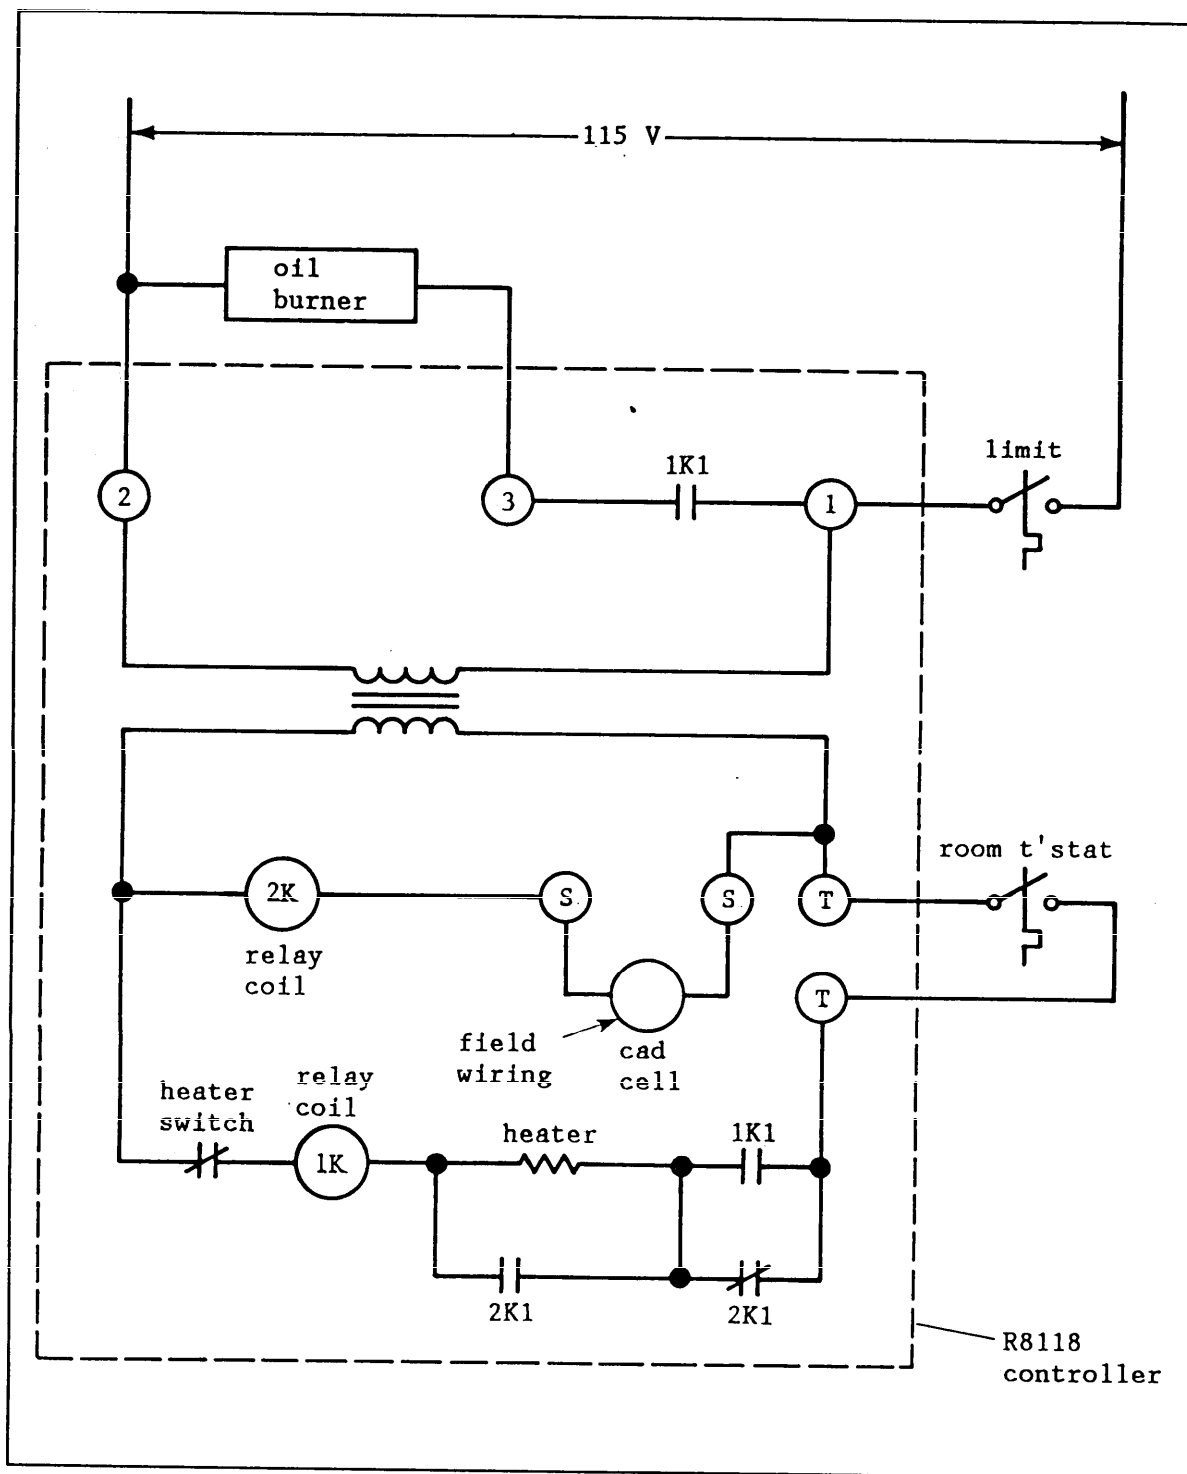 115 V
oil
burner
limit
1K1
2
3
1
room t'stat
2K
S
S
T
relay
coil
T
field
wiring
cad
cell
heater
switch
relay
coil
heater
1K1
1K
2K1
2K1
R8118
controller